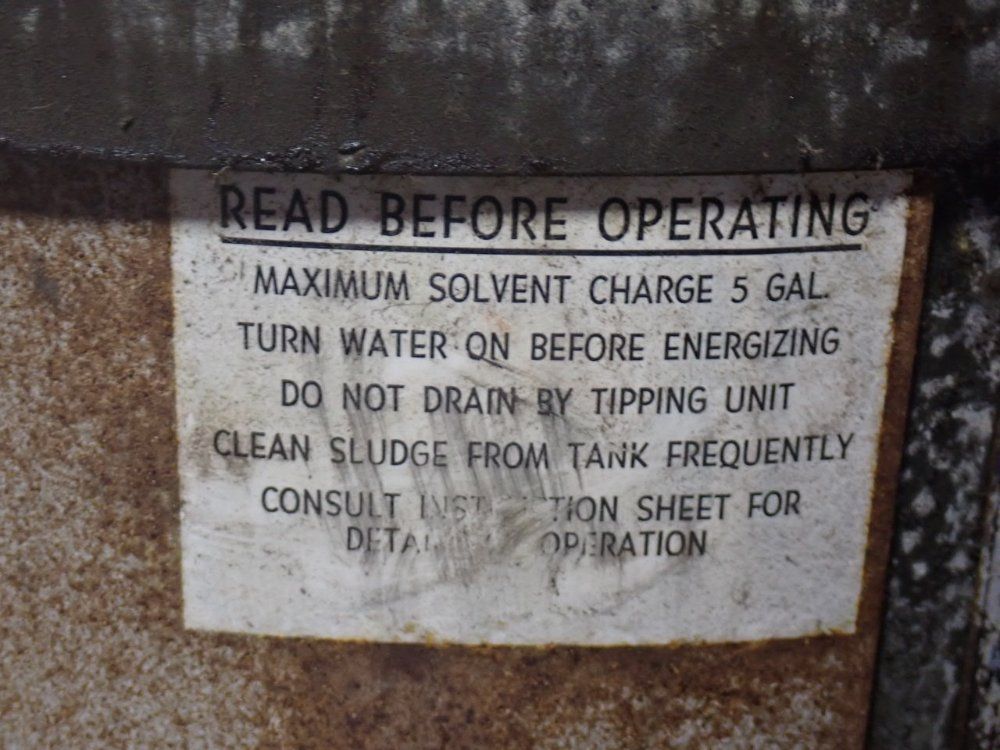 READ BEFORE OPERATING
MAXIMUM SOLVENT CHARGE 5 GAL.
TURN WATER ON BEFORE ENERGIZING
DO NOT DRAIN BY TIPPING UNIT
CLEAN SLUDGE FROM TANK FREQUENTLY
CONSULT SHEET FOR
OPERATION